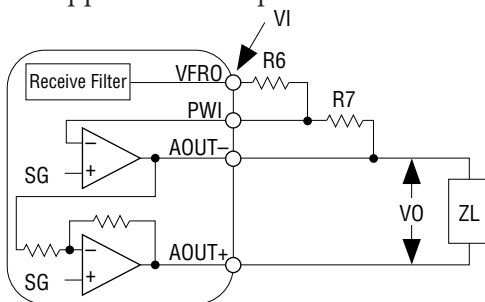 VI
Receive Filter
VFRO
R6
PWI
R7
−
AOUT−
SG
+
VO
ZL
−
AOUT+
SG
+